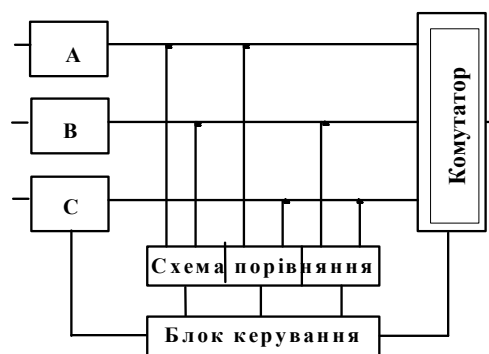 А
В
С
Комутатор
Схема порівняння
Блок керування